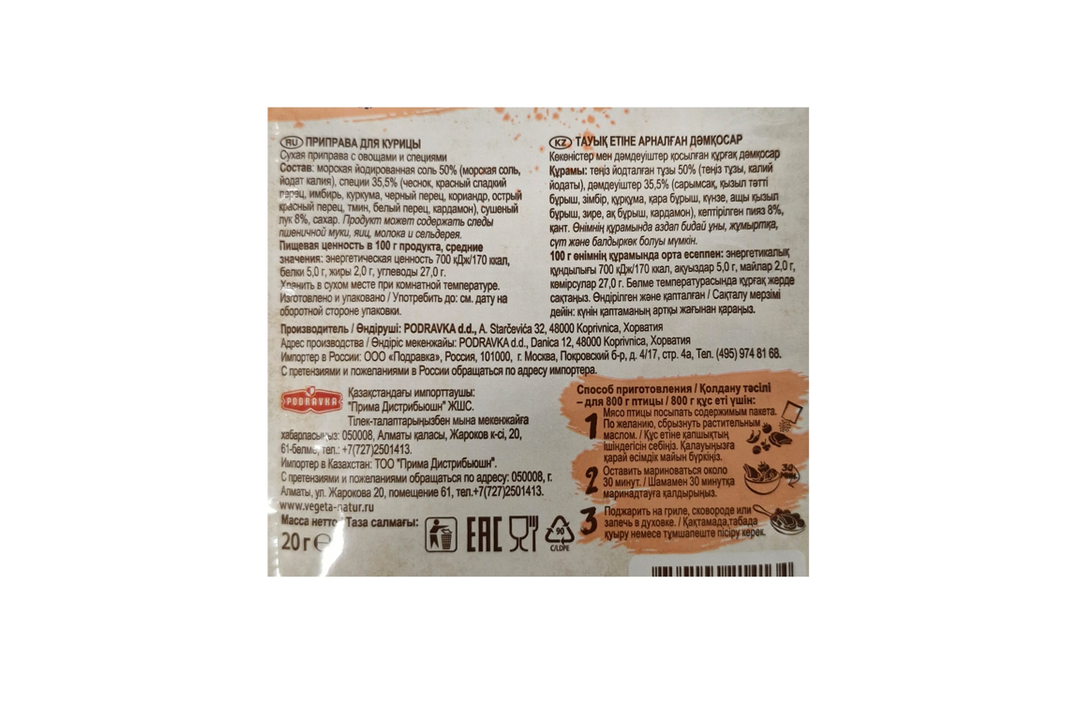 RU ПРИПРАВА ДЛЯ КУРИЦЫ
Сухая приправа с овощами и специями
Состав: морская йодированная соль 50% (морская соль,
йодат калия), специи 35,5% (чеснок, красный сладкий
перец, имбирь, куркума, черный перец, кориандр, острый
красный перец, тмин, белый перец, кардамон), сушеный
лук 8%, сахар. Продукт может содержать следы
пшеничной муки, яиц, молока и сельдерея.
Пищевая ценность в 100 г продукта, средние
значения: энергетическая ценность 700 кДж/170 ккал,
белки 5,0 г, жиры 2,0 г, углеводы 27,0 г.
Хранить в сухом месте при комнатной температуре.
Изготовлено и упаковано / Употребить до: см. дату на
оборотной стороне упаковки.
KZ ТАУЫҚ ЕТІНЕ АРНАЛҒАН ДӘМҚОСАР
Көкөністер мен дәмдеуіштер қосылған құрғақ дәмқосар
Құрамы: теңіз йодталған тұзы 50% (теңіз тұзы, калий
йодаты), дәмдеуіштер 35,5% (сарымсақ, қызыл тәтті
бұрыш, зімбір, құрқұма, қара бұрыш, күнзе, ащы қызыл
бұрыш, зире, ақ бұрыш, кардамон), кептірілген пияз 8%,
қант. Өнімнің құрамында аздап бидай ұны, жұмыртқа,
сүт және балдыркөк болуы мүмкін.
100 г өнімнің құрамында орта есеппен: энергетикалық
құндылығы 700 кДж/170 ккал, ақуыздар 5,0 г, майлар 2,0 г,
көмірсулар 27,0 г. Бөлме температурасында құрғақ жерде
сақтаңыз. Өндірілген және қапталған / Сақталу мерзімі
дейін: күнін қаптаманың артқы жағынан қараңыз.
Производитель / Өндіруші: PODRAVKA d.d., A. Starčevića 32, 48000 Koprivnica, Хорватия
Адрес производства / Өндіріс мекенжайы: PODRAVKA d.d., Danica 12, 48000 Koprivnica, Хорватия
Импортер в России: ООО «Подравка», Россия, 101000, г. Москва, Покровский б-р, д. 4/17, стр. 4а, Тел. (495) 974 81 68.
С претензиями и пожеланиями в России обращаться по адресу импортера.
PODRAVKA
Қазақстандағы импорттаушы:
"Прима Дистрибьюшн" ЖШС.
Тілек-талаптарыңызбен мына мекенжайға
хабарласыңыз: 050008, Алматы қаласы, Жароков к-сі, 20,
61-бөлме, тел.: +7(727)2501413.
Импортер в Казахстан: ТОО "Прима Дистрибьюшн".
С претензиями и пожеланиями обращаться по адресу: 050008, г.
Алматы, ул. Жарокова 20, помещение 61, тел.+7(727)2501413.
www.vegeta-natur.ru
Масса нетто / Таза салмағы:
20 г e
EAC
90
C/LDPE
Способ приготовления / Қолдану тәсілі
– для 800 г птицы / 800 г құс еті үшін:
1 Мясо птицы посыпать содержимым пакета.
По желанию, сбрызнуть растительным
маслом. / Құс етіне қапшықтың
ішіндегісін себіңіз. Қалауыңызға
қарай өсімдік майын бүркіңіз.
2 Оставить мариноваться около
30 минут. / Шамамен 30 минутқа
маринадтауға қалдырыңыз.
30
3 Поджарить на гриле, сковороде или
запечь в духовке. / Қақтамада,табада
қуыру немесе тұмшапеште пісіру керек.